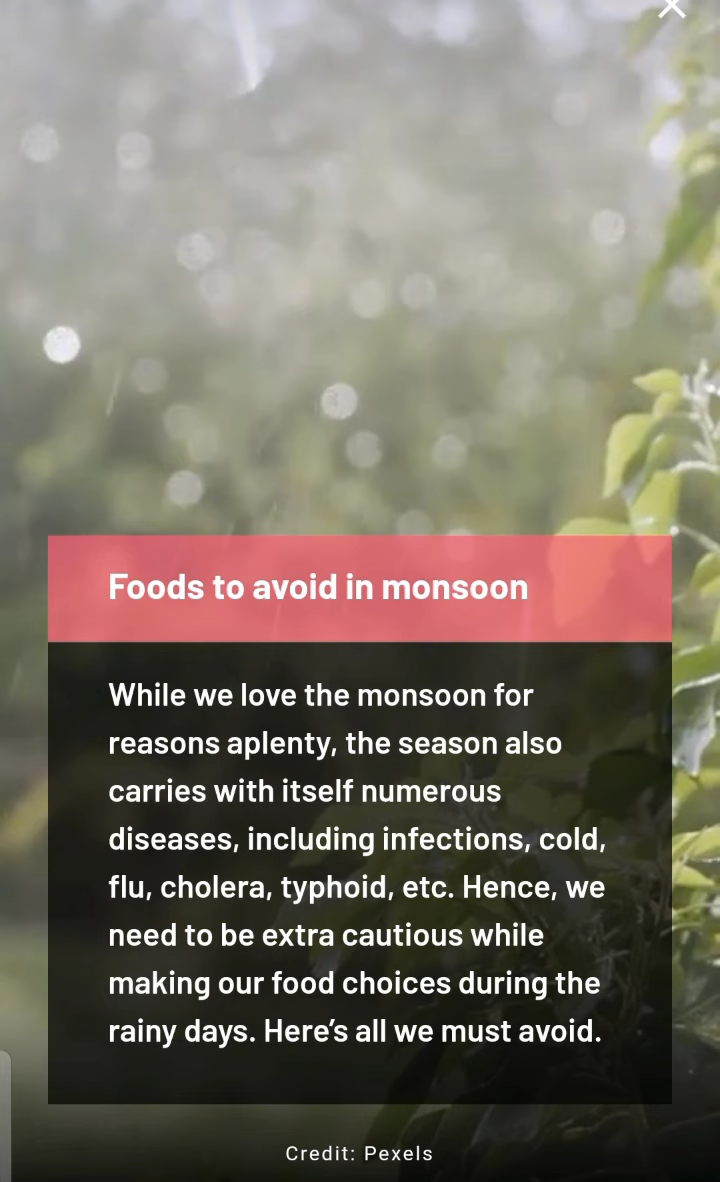 Foods to avoid in monsoon
While we love the monsoon for
reasons aplenty, the season also
carries with itself numerous
diseases, including infections, cold,
flu, cholera, typhoid, etc. Hence, we
need to be extra cautious while
making our food choices during the
rainy days. Here’s all we must avoid.
Credit: Pexels